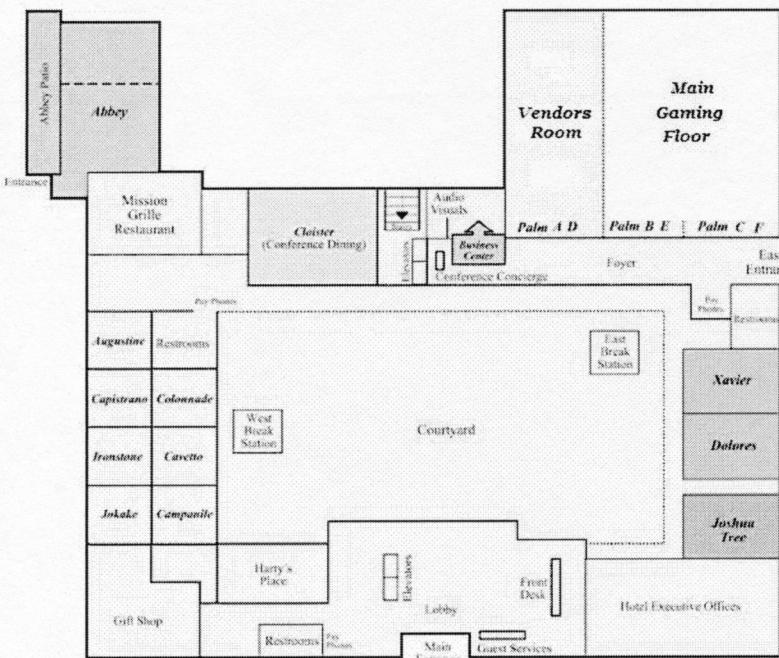 Abbey Patio
Abbey
Entrance
Mission
Grille
Restaurant
Cloister
(Conference Dining)
Stairs
Elevators
Audio
Visuals
Business
Center
Conference Concierge
Vendors
Room
Main
Gaming
Floor
Palm A D
Palm B E
Palm C F
Foyer
East
Entra
Pay Phones
Pay
Phones
Restrooms
Augustine
Restrooms
Capistrano
Colonnade
Ironstone
Cavetto
Jokake
Campanile
West
Break
Station
Courtyard
East
Break
Station
Xavier
Dolores
Joshua
Tree
Gift Shop
Harty's
Place
Elevators
Lobby
Front
Desk
Hotel Executive Offices
Restrooms
Pay
Phones
Main
Guest Services